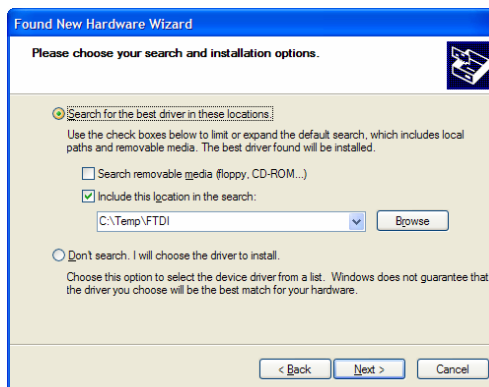 Found New Hardware Wizard
Please choose your search and installation options.
Search for the best driver in these locations.
Use the check boxes below to limit or expand the default search, which includes local
paths and removable media. The best driver found will be installed.
Search removable media (floppy, CD-ROM...)
Include this location in the search:
C:\Temp\FTDI
Browse
Don't search. I will choose the driver to install.
Choose this option to select the device driver from a list. Windows does not guarantee that
the driver you choose will be the best match for your hardware.
< Back
Next >
Cancel